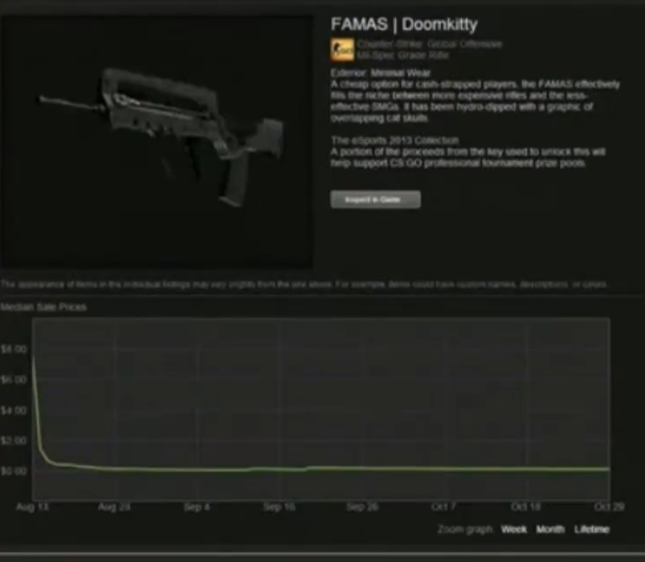 FAMAS | Doomkitty
Counter-Strike: Global Offensive
Mil-Spec Grade Rifle
Exterior: Minimal Wear
A cheap option for cash-strapped players, the FAMAS effectively
fills the niche between more expensive rifles and the less-
effective SMGs. It has been hydro-dipped with a graphic of
overlapping cat skulls.
The eSports 2013 Collection
A portion of the proceeds from the key used to unlock this will
help support CS:GO professional tournament prize pools.
Inspect in Game
The appearance of items in the individual listings may vary slightly from the one above. For example, items could have custom names, descriptions, or colors.
Median Sale Prices
$8.00
$6.00
$4.00
$2.00
$0.00
Aug 13 Aug 23 Sep 4 Sep 16 Sep 26 Oct 7 Oct 18 Oct 29
Zoom graph Week Month Lifetime